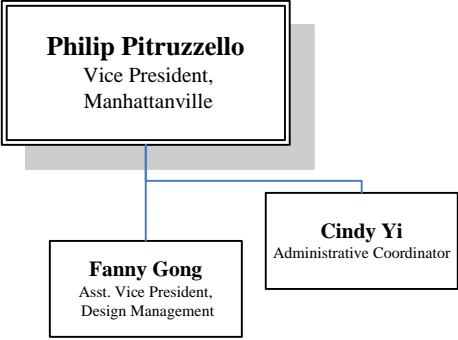 Philip Pitruzzello
Vice President,
Manhattanville
Cindy Yi
Administrative Coordinator
Fanny Gong
Asst. Vice President,
Design Management